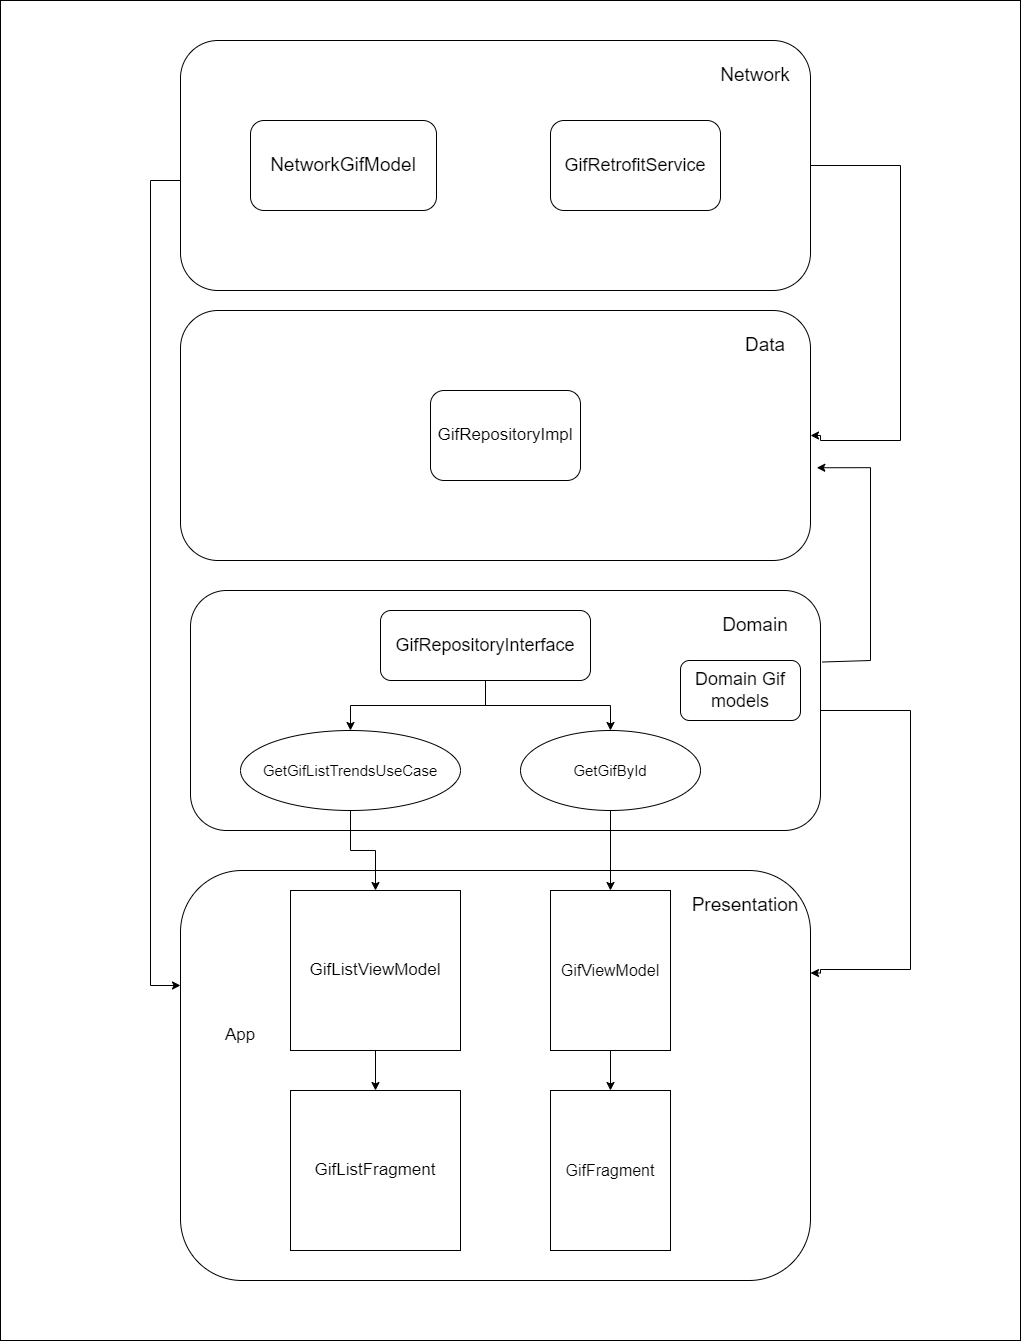 Network
NetworkGifModel
GifRetrofitService
Data
GifRepositoryImpl
Domain
GifRepositoryInterface
Domain Gif
models
GetGifListTrendsUseCase
GetGifById
Presentation
GifListViewModel
GifViewModel
App
GifListFragment
GifFragment